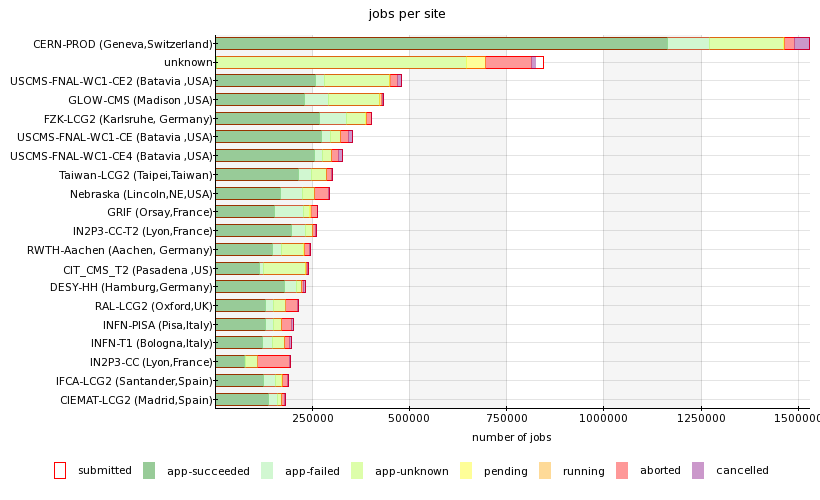 jobs per site
CERN-PROD (Geneva,Switzerland)
unknown
USCMS-FNAL-WC1-CE2 (Batavia ,USA)
GLOW-CMS (Madison ,USA)
FZK-LCG2 (Karlsruhe, Germany)
USCMS-FNAL-WC1-CE (Batavia ,USA)
USCMS-FNAL-WC1-CE4 (Batavia ,USA)
Taiwan-LCG2 (Taipei,Taiwan)
Nebraska (Lincoln,NE,USA)
GRIF (Orsay,France)
IN2P3-CC-T2 (Lyon,France)
RWTH-Aachen (Aachen, Germany)
CIT_CMS_T2 (Pasadena ,US)
DESY-HH (Hamburg,Germany)
RAL-LCG2 (Oxford,UK)
INFN-PISA (Pisa,Italy)
INFN-T1 (Bologna,Italy)
IN2P3-CC (Lyon,France)
IFCA-LCG2 (Santander,Spain)
CIEMAT-LCG2 (Madrid,Spain)
250000 500000 750000 1000000 1250000 1500000
number of jobs
submitted app-succeeded app-failed app-unknown pending running aborted cancelled